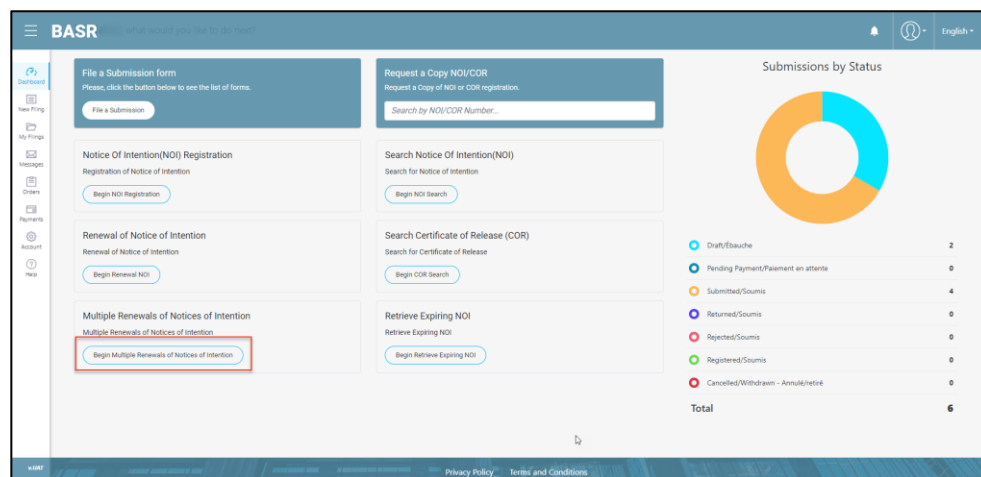 BASR
what would you like to do next?
English
Dashboard
New Filing
My Filings
Messages
Orders
Payments
Account
Help
File a Submission form
Please, click the button below to see the list of forms.
File a Submission
Request a Copy NOI/COR
Request a Copy of NOI or COR registration.
Search by NOI/COR Number...
Notice Of Intention(NOI) Registration
Registration of Notice of Intention
Begin NOI Registration
Search Notice Of Intention(NOI)
Search for Notice of Intention
Begin NOI Search
Renewal of Notice of Intention
Renewal of Notice of Intention
Begin Renewal NOI
Search Certificate of Release (COR)
Search for Certificate of Release
Begin COR Search
Multiple Renewals of Notices of Intention
Multiple Renewals of Notices of Intention
Begin Multiple Renewals of Notices of Intention
Retrieve Expiring NOI
Retrieve Expiring NOI
Begin Retrieve Expiring NOI
Submissions by Status
Draft/Ébauche 2
Pending Payment/Paiement en attente 0
Submitted/Soumis 4
Returned/Soumis 0
Rejected/Soumis 0
Registered/Soumis 0
Cancelled/Withdrawn - Annulé/retiré 0
Total 6
Privacy Policy Terms and Conditions